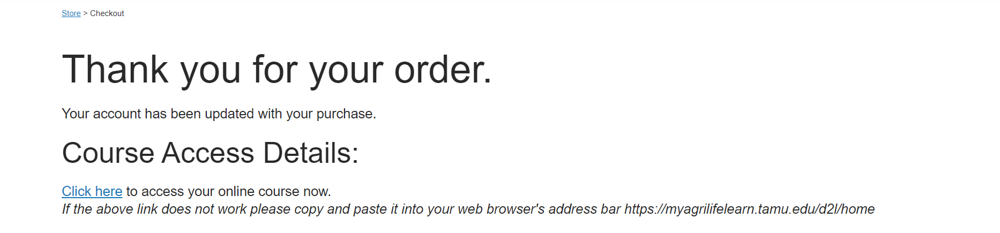 Store > Checkout
Thank you for your order.
Your account has been updated with your purchase.
Course Access Details:
Click here to access your online course now.
If the above link does not work please copy and paste it into your web browser's address bar https://myagrilifelearn.tamu.edu/d2l/home